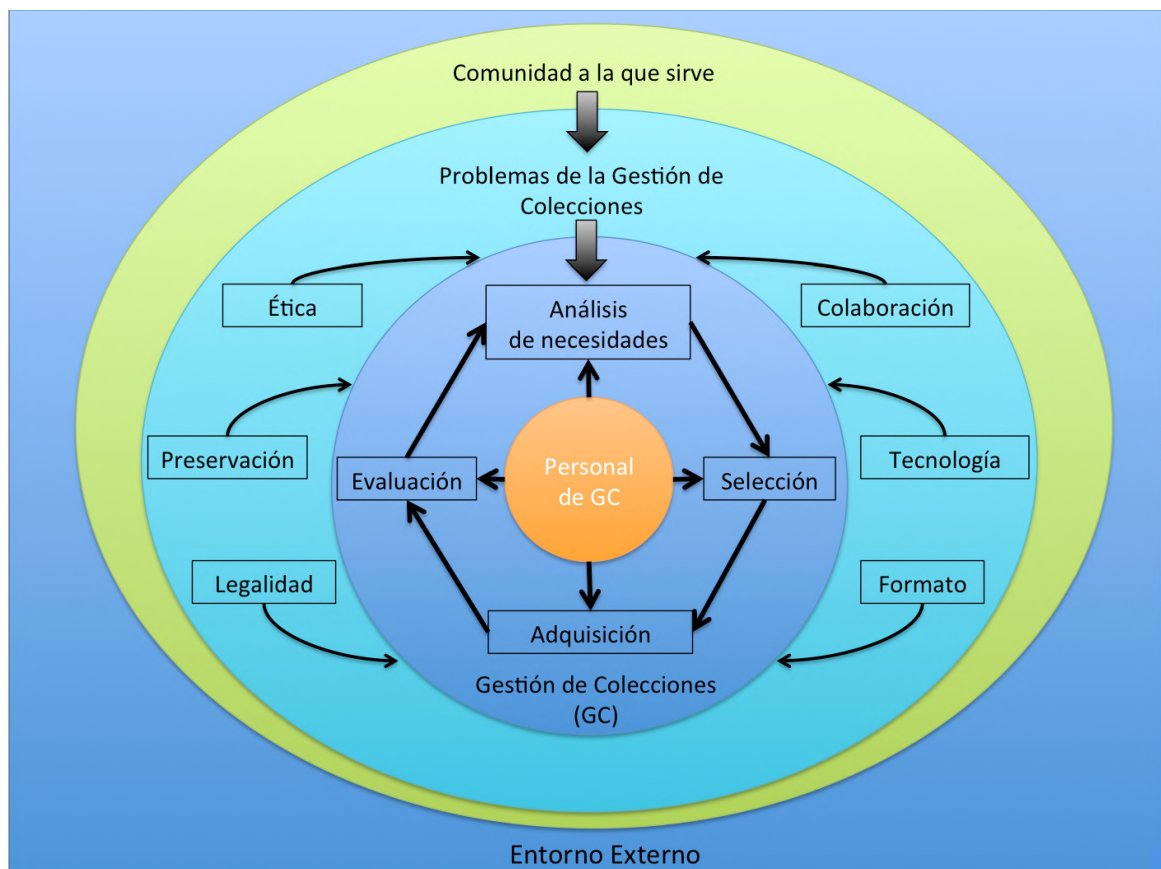 Comunidad a la que sirve
Problemas de la Gestión de
Colecciones
Ética
Colaboración
Análisis
de necesidades
Preservación
Tecnología
Evaluación
Personal
de GC
Selección
Legalidad
Formato
Adquisición
Gestión de Colecciones
(GC)
Entorno Externo